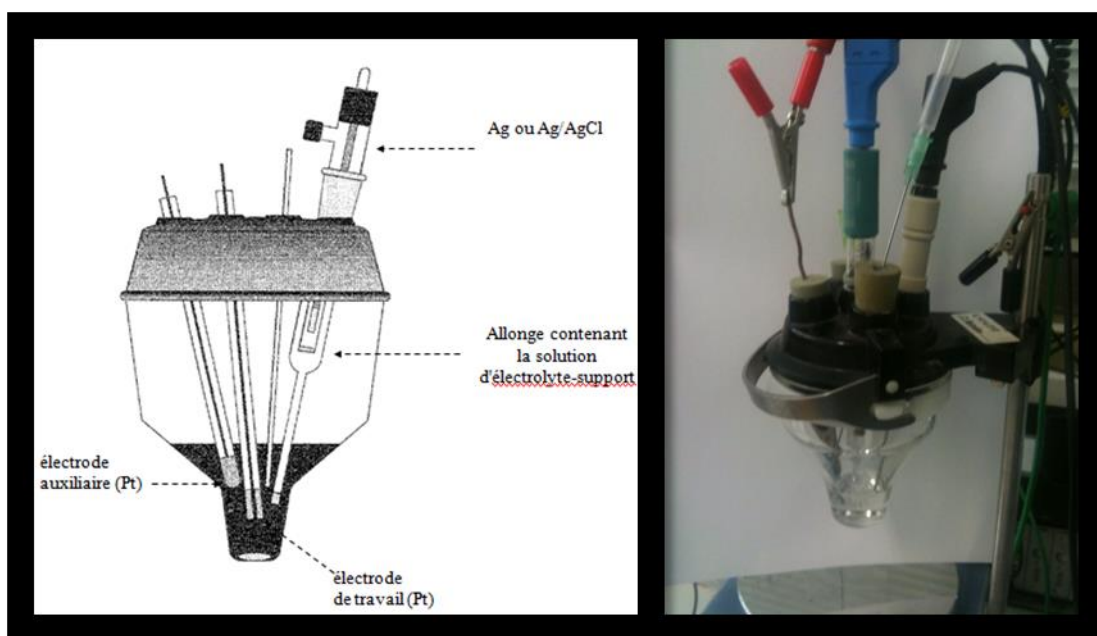 Ag ou Ag/AgCl
Allonge contenant
la solution
d'électrolyte-support
électrode
auxiliaire (Pt)
électrode
de travail (Pt)